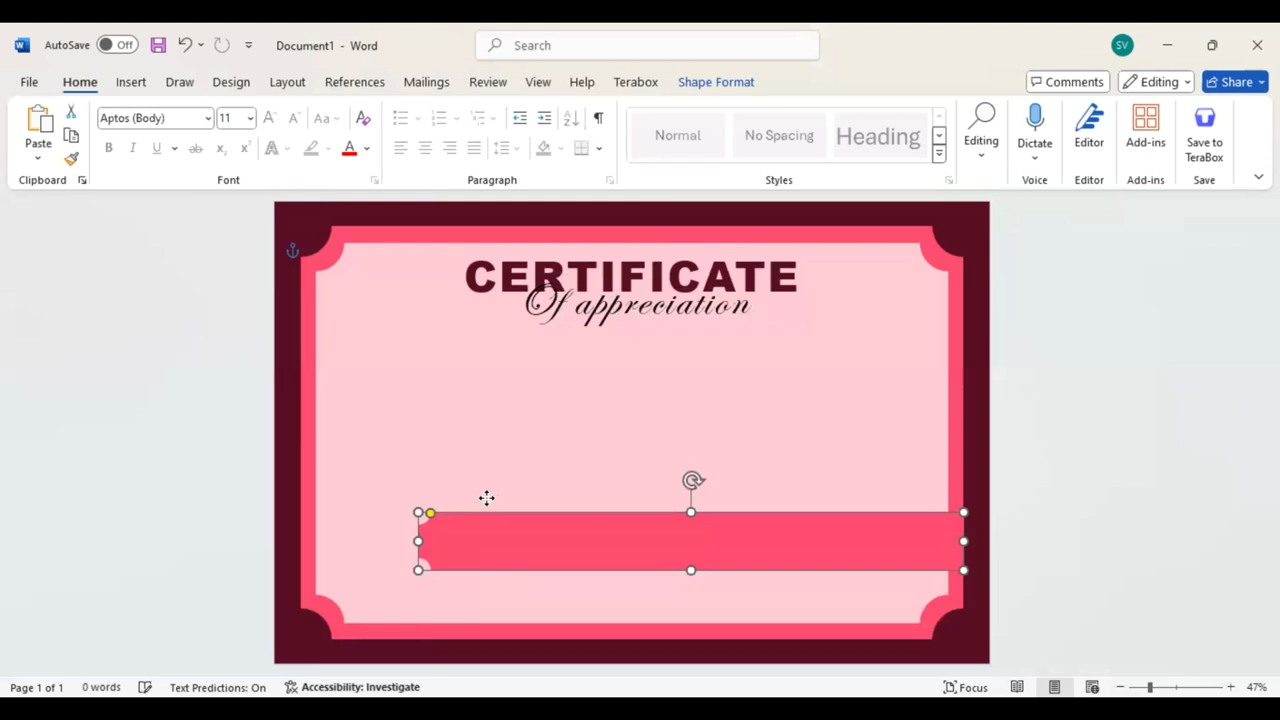 AutoSave Off Document1 - Word Search SV
File Home Insert Draw Design Layout References Mailings Review View Help Terabox Shape Format Comments Editing Share
Paste Aptos (Body) 11 Normal No Spacing Heading Editing Dictate Editor Add-ins Save to TeraBox
Clipboard Font Paragraph Styles Voice Editor Add-ins Save
CERTIFICATE
Of appreciation
Page 1 of 1 0 words Text Predictions: On Accessibility: Investigate Focus 47%